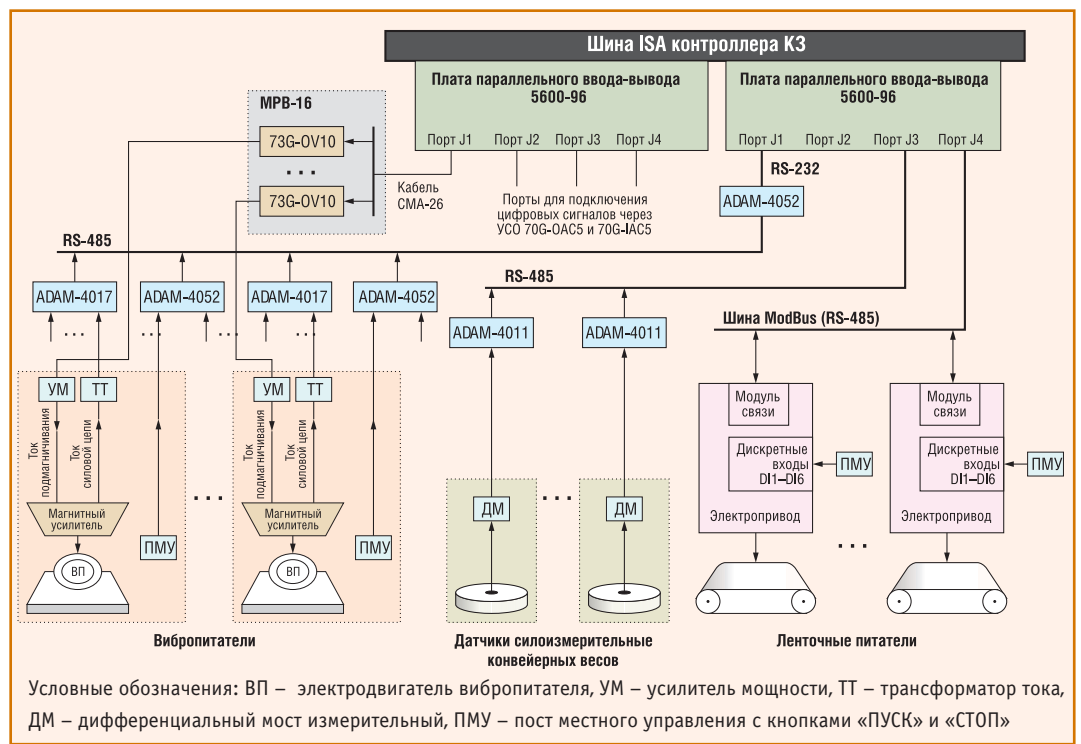 Шина ISA контроллера К3
Плата параллельного ввода-вывода
5600-96
Порт J1 Порт J2 Порт J3 Порт J4
Плата параллельного ввода-вывода
5600-96
Порт J1 Порт J2 Порт J3 Порт J4
МРВ-16
73G-OV10
...
73G-OV10
Кабель
СМА-26
Порты для подключения
цифровых сигналов через
УСО 70G-OAC5 и 70G-IAC5
RS-232
ADAM-4052
RS-485
ADAM-4017
ADAM-4052
ADAM-4017
ADAM-4052
... ... ... ...
RS-485
ADAM-4011
ADAM-4011
Шина ModBus (RS-485)
УМ
ТТ
Ток
подмагничивания
Ток
силовой цепи
Магнитный
усилитель
ВП
ПМУ
...
УМ
ТТ
Ток
подмагничивания
Ток
силовой цепи
Магнитный
усилитель
ВП
ПМУ
ДМ
...
ДМ
Модуль
связи
Дискретные
входы
DI1–DI6
Электропривод
ПМУ
...
Модуль
связи
Дискретные
входы
DI1–DI6
Электропривод
ПМУ
Вибропитатели
Датчики силоизмерительные
конвейерных весов
Ленточные питатели
Условные обозначения: ВП – электродвигатель вибропитателя, УМ – усилитель мощности, ТТ – трансформатор тока,
ДМ – дифференциальный мост измерительный, ПМУ – пост местного управления с кнопками «ПУСК» и «СТОП»